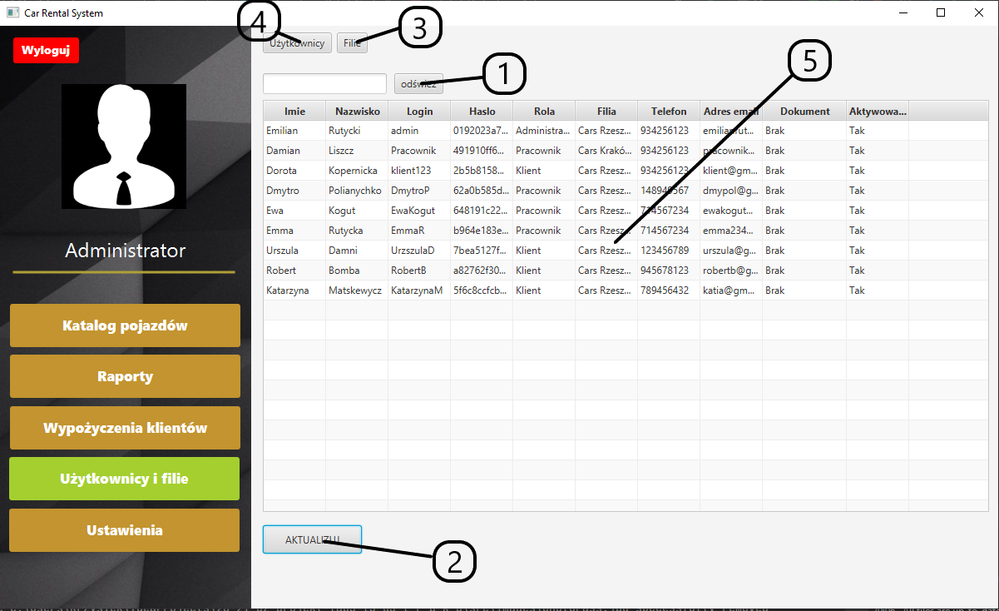 Car Rental System
4
3
Wyloguj
Użytkownicy Filie
1
5
odśwież
Imie Nazwisko Login Haslo Rola Filia Telefon Adres email Dokument Aktywowa...
Emilian Rutycki admin 0192023a7... Administra... Cars Rzesz... 934256123 emilianrut... Brak Tak
Damian Liszcz Pracownik 491910ff6... Pracownik Cars Krakó... 934256123 pracownik... Brak Tak
Dorota Kopernicka klient123 2b5b8158... Klient Cars Rzesz... 934256123 klient@gm... Brak Tak
Dmytro Polianychko DmytroP 62a0b585d... Pracownik Cars Rzesz... 148949567 dmypol@g... Brak Tak
Ewa Kogut EwaKogut 648191c22... Pracownik Cars Rzesz... 714567234 ewakogut... Brak Tak
Emma Rutycka EmmaR b964e183e... Pracownik Cars Rzesz... 714567234 emma234... Brak Tak
Urszula Damni UrzszulaD 7bea5127f... Klient Cars Rzesz... 123456789 urszula@g... Brak Tak
Robert Bomba RobertB a82762f30... Klient Cars Rzesz... 945678123 robertb@g... Brak Tak
Katarzyna Matskewycz KatarzynaM 5f6c8ccfcb... Klient Cars Rzesz... 789456432 katia@gm... Brak Tak
Administrator
Katalog pojazdów
Raporty
Wypożyczenia klientów
Użytkownicy i filie
Ustawienia
AKTUALIZUJ
2